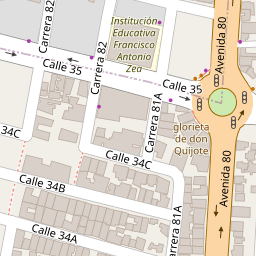 Carrera 82
Carrera 82
Institución
Educativa
Francisco
Antonio
Zea
Avenida 80
Calle 35
Calle 35
Carrera 81A
glorieta
de don
Quijote
34C
Calle 34C
Avenida 80
Calle 34B
Carrera 81A
Calle 34A